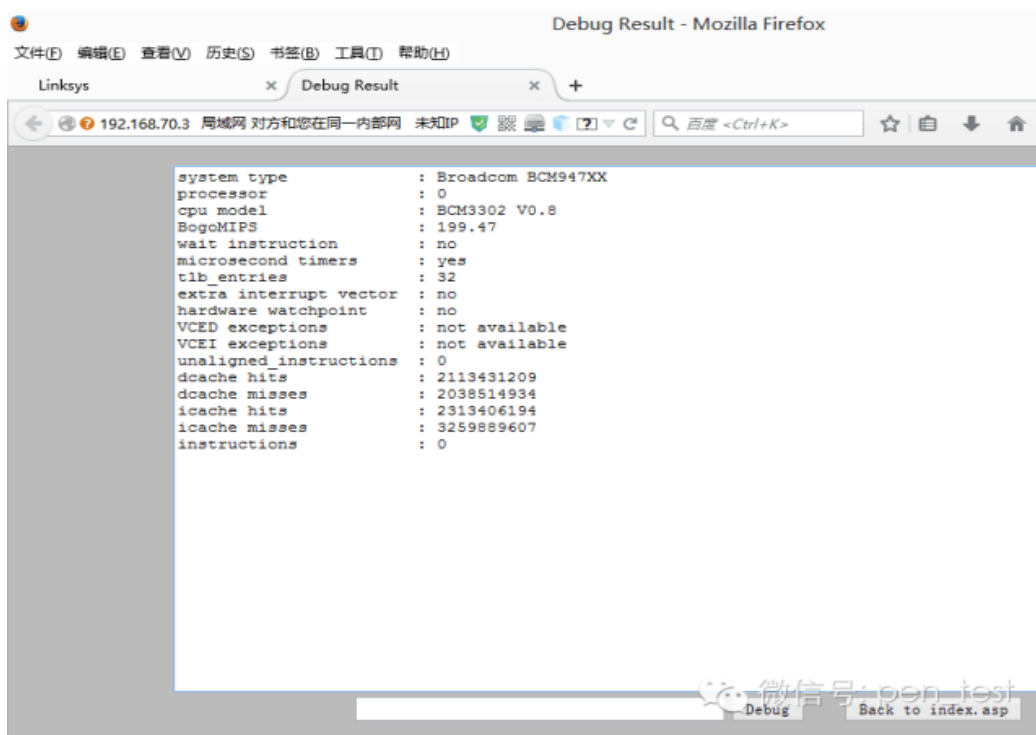 Debug Result - Mozilla Firefox
文件(F) 编辑(E) 查看(V) 历史(S) 书签(B) 工具(T) 帮助(H)
Linksys × Debug Result × +
192.168.70.3 局域网 对方和您在同一内部网 未知IP 百度 <Ctrl+K>
system type : Broadcom BCM947XX
processor : 0
cpu model : BCM3302 V0.8
BogoMIPS : 199.47
wait instruction : no
microsecond timers : yes
tlb_entries : 32
extra interrupt vector : no
hardware watchpoint : no
VCED exceptions : not available
VCEI exceptions : not available
unaligned_instructions : 0
dcache hits : 2113431209
dcache misses : 2038514934
icache hits : 2313406194
icache misses : 3259889607
instructions : 0
微信号: pen_test
Debug Back to index.asp